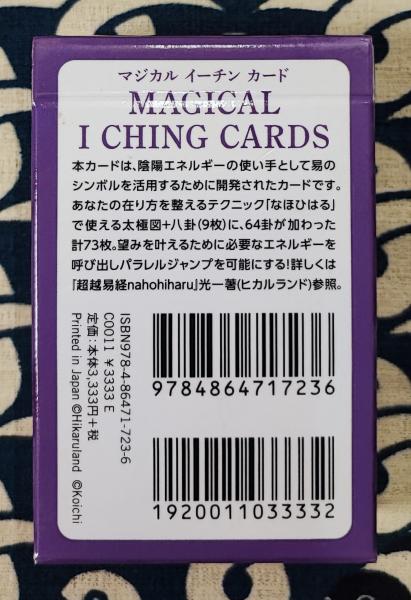 マジカル イーチン カード
MAGICAL
I CHING CARDS
本カードは、陰陽エネルギーの使い手として易の
シンボルを活用するために開発されたカードです。
あなたの在り方を整えるテクニック「なほひはる」
で使える太極図+八卦(9枚)に、64卦が加わった
計73枚。望みを叶えるために必要なエネルギーを
呼び出しパラレルジャンプを可能にする!詳しくは
『超越易経nahohiharu』光一著(ヒカルランド)参照。
ISBN978-4-86471-723-6
C0011 ¥3333 E
定価:本体3,333円+税
Printed in Japan ©Hikaruland ©Koichi
9784864717236
1920011033332